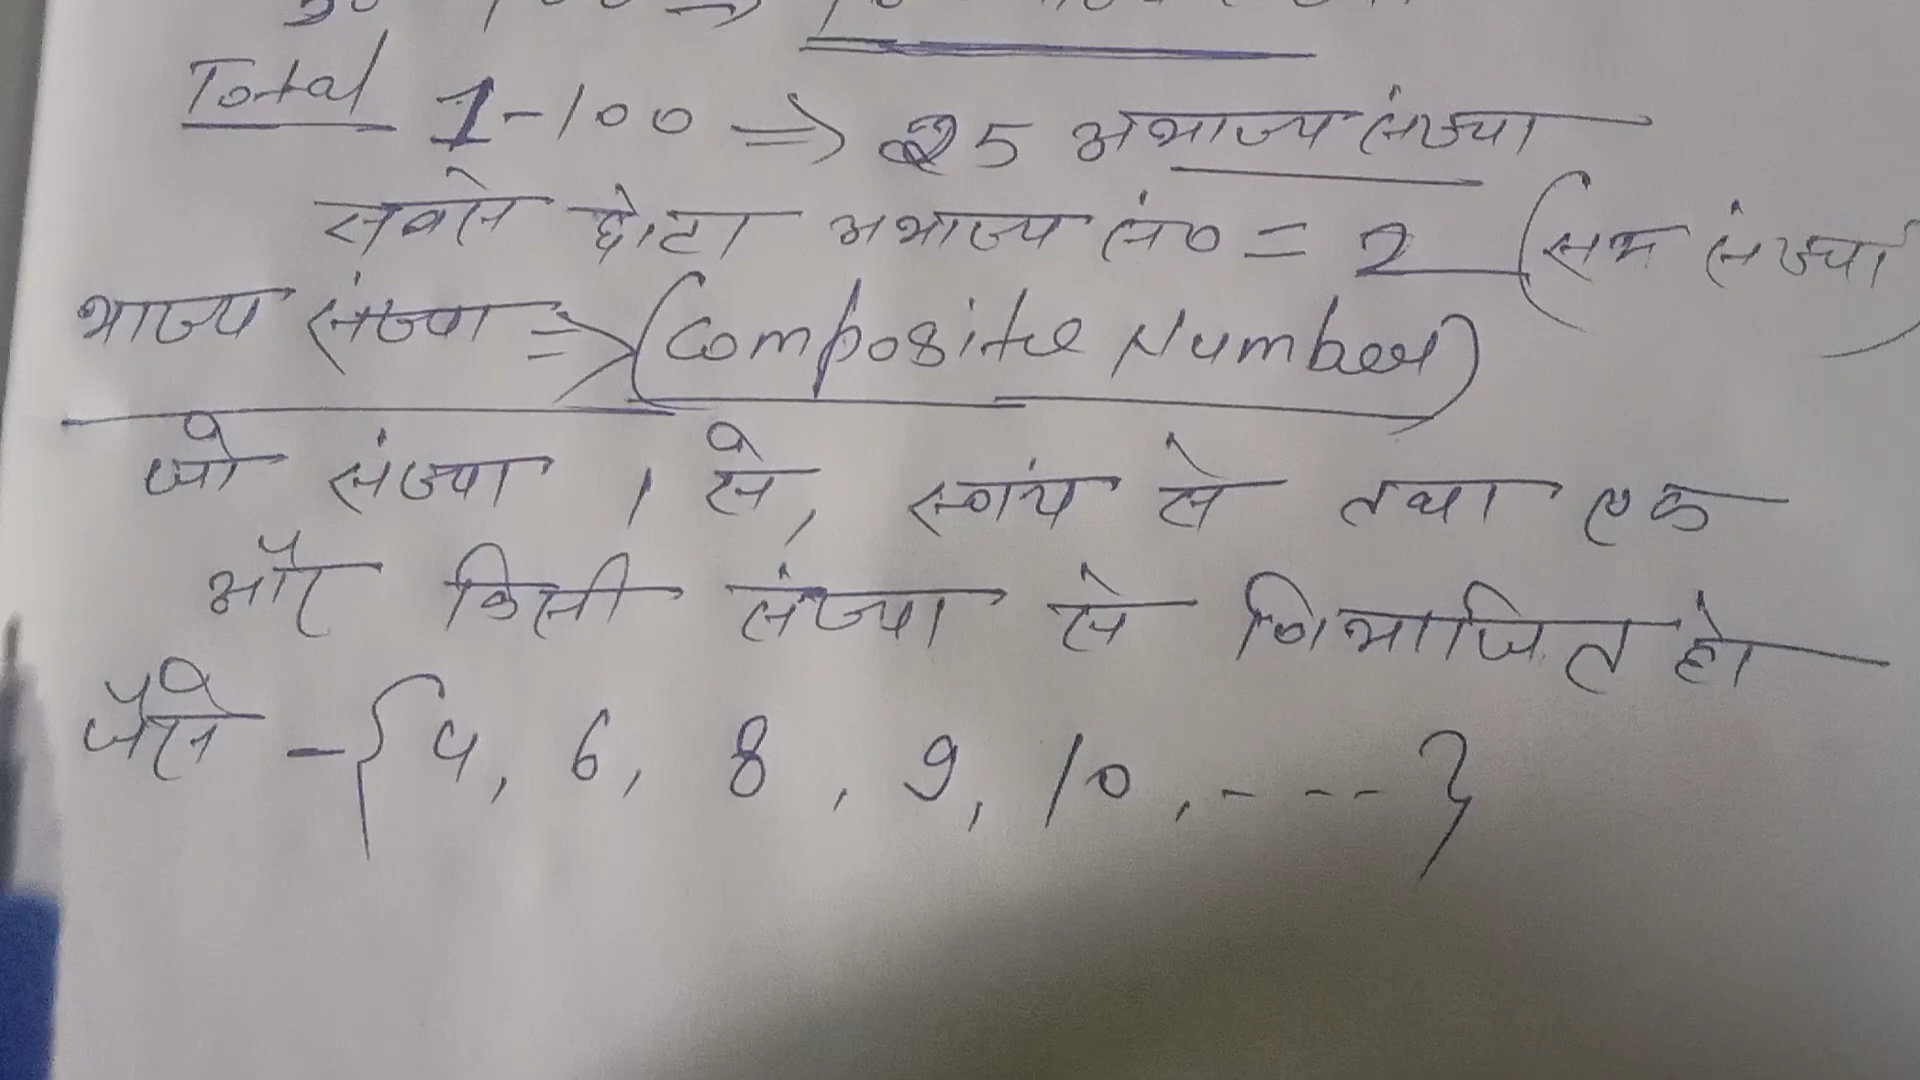 Total 1-100 => 25 अभाज्य संख्या
सबसे छोटा अभाज्य सं० = 2 (सम संख्या)
भाज्य संख्या => (Composite Number)
जो संख्या 1 से, स्वयं से तथा एक
और किसी संख्या से विभाजित हो
जैसे - {4, 6, 8, 9, 10, ---- }